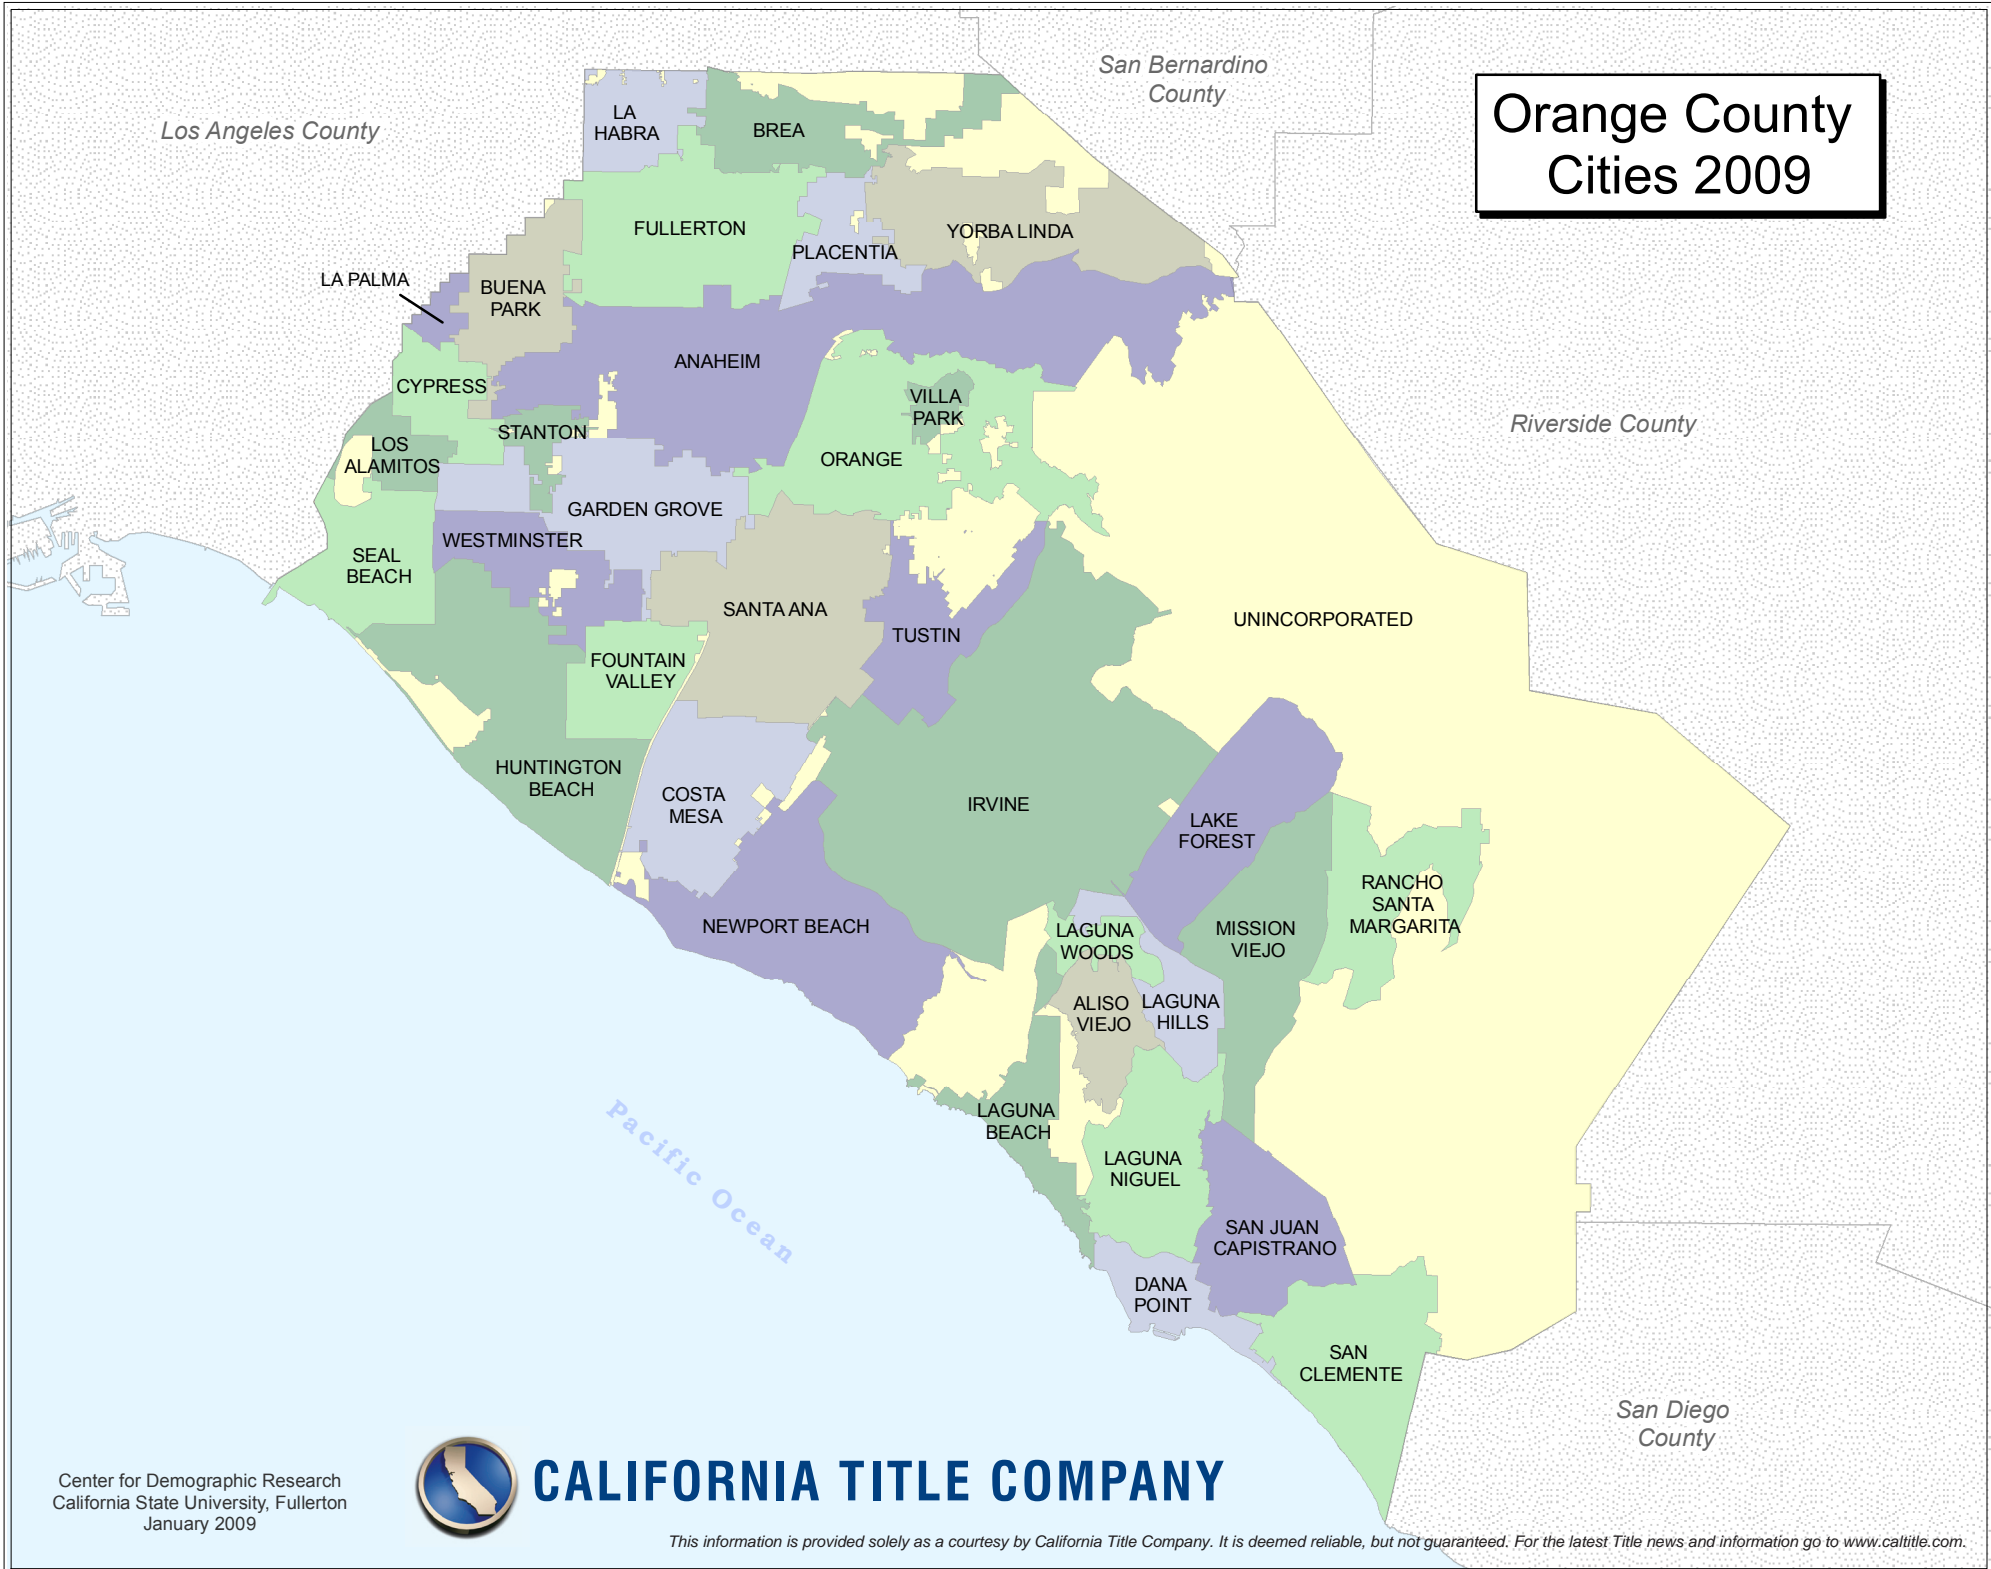 Orange County
Cities 2009
San Bernardino
County
Los Angeles County
LA
HABRA
BREA
FULLERTON
PLACENTIA
YORBA LINDA
LA PALMA
BUENA
PARK
ANAHEIM
CYPRESS
VILLA
PARK
STANTON
LOS
ALAMITOS
ORANGE
Riverside County
GARDEN GROVE
WESTMINSTER
SEAL
BEACH
SANTA ANA
TUSTIN
UNINCORPORATED
FOUNTAIN
VALLEY
HUNTINGTON
BEACH
COSTA
MESA
IRVINE
LAKE
FOREST
RANCHO
SANTA
MARGARITA
NEWPORT BEACH
LAGUNA
WOODS
MISSION
VIEJO
ALISO
VIEJO
LAGUNA
HILLS
LAGUNA
BEACH
Pacific Ocean
LAGUNA
NIGUEL
SAN JUAN
CAPISTRANO
DANA
POINT
SAN
CLEMENTE
San Diego
County
Center for Demographic Research
California State University, Fullerton
January 2009
CALIFORNIA TITLE COMPANY
This information is provided solely as a courtesy by California Title Company. It is deemed reliable, but not guaranteed. For the latest Title news and information go to www.caltitle.com.